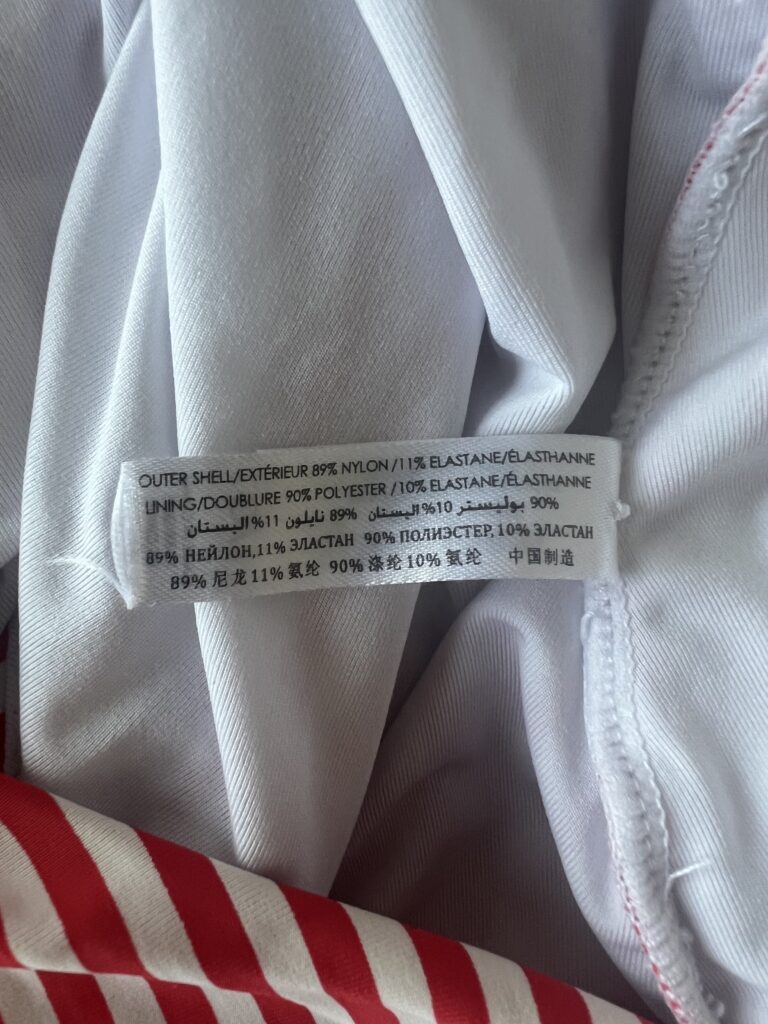 OUTER SHELL/EXTÉRIEUR 89% NYLON /11% ELASTANE/ÉLASTHANNE
LINING/DOUBLURE 90% POLYESTER /10% ELASTANE/ÉLASTHANNE
90% بوليستر 10% اليستان 89% نايلون 11% اليستان
89% НЕЙЛОН,11% ЭЛАСТАН 90% ПОЛИЭСТЕР, 10% ЭЛАСТАН
89% 尼龙 11% 氨纶 90% 涤纶 10% 氨纶 中国制造